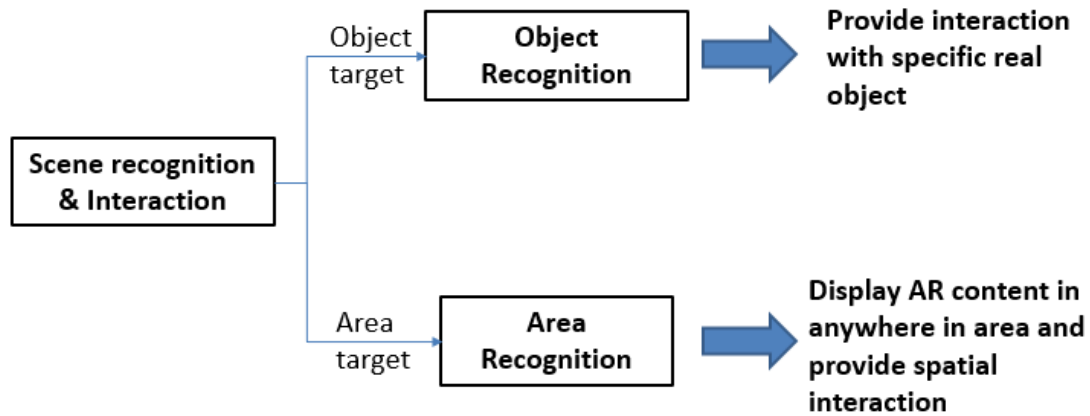 Object
target
Object
Recognition
Provide interaction
with specific real
object
Scene recognition
& Interaction
Area
target
Area
Recognition
Display AR content in
anywhere in area and
provide spatial
interaction